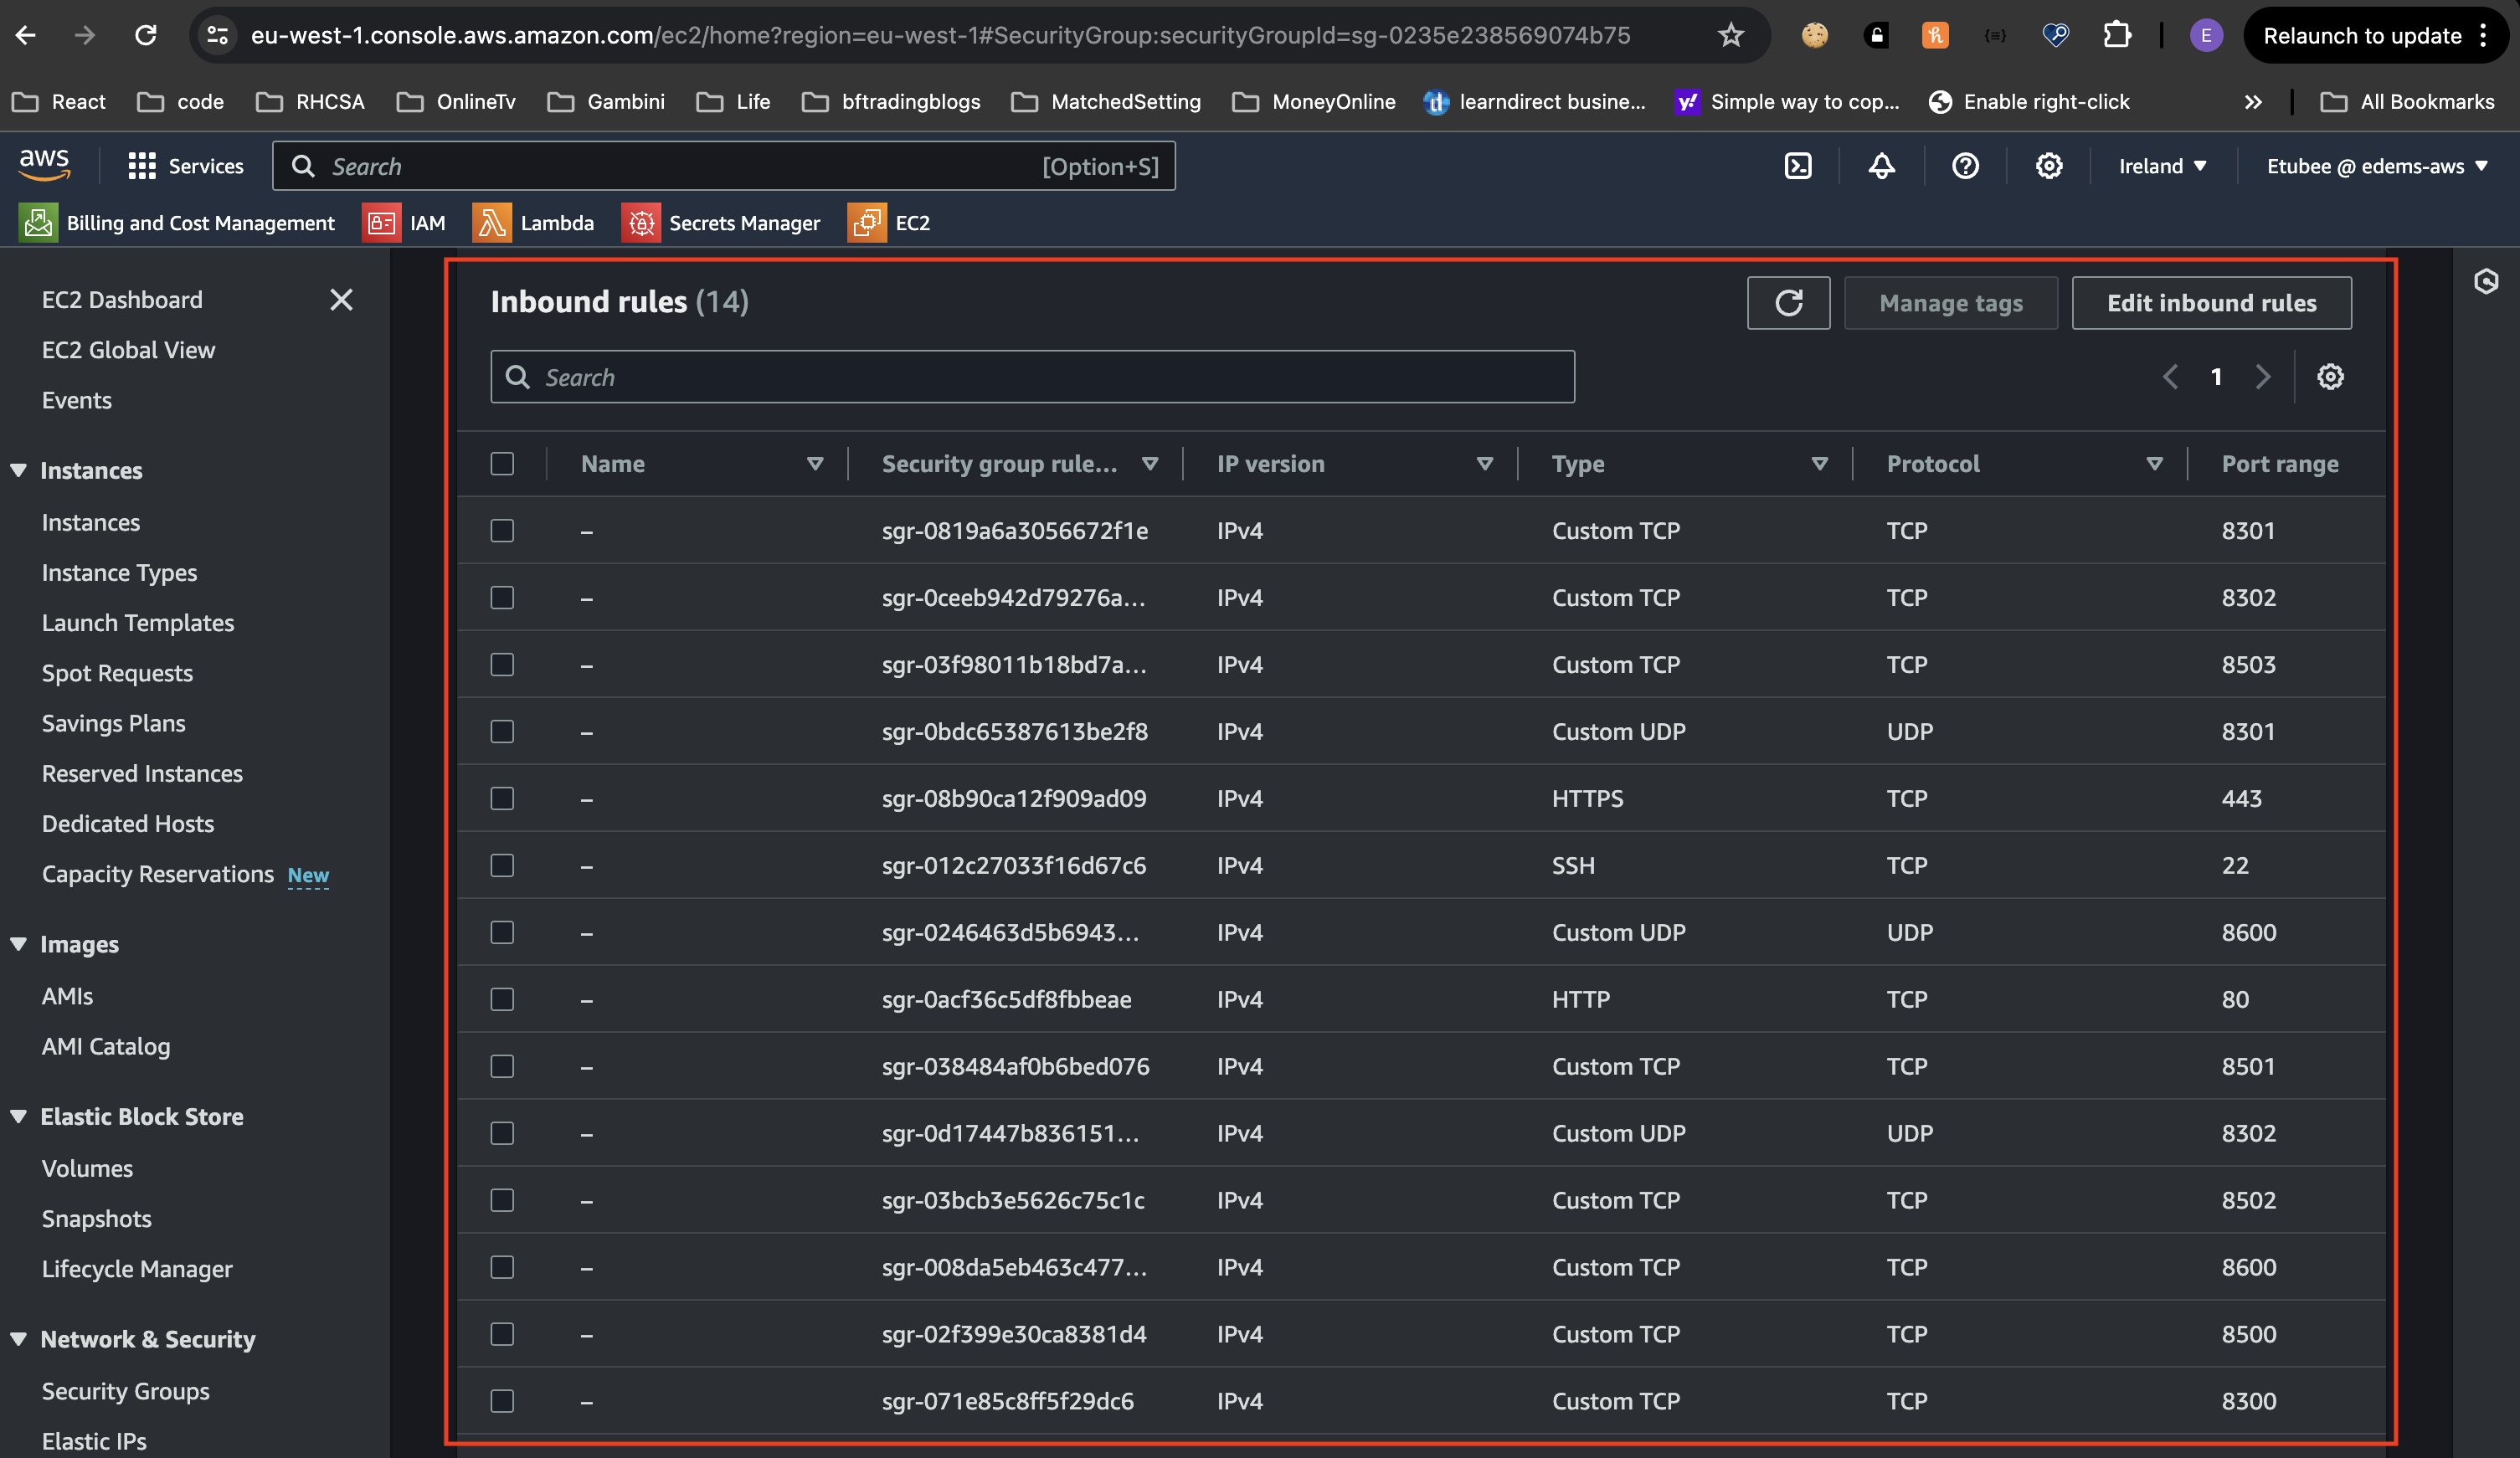 eu-west-1.console.aws.amazon.com/ec2/home?region=eu-west-1#SecurityGroup:securityGroupId=sg-0235e238569074b75
E
Relaunch to update
React
code
RHCSA
OnlineTv
Gambini
Life
bftradingblogs
MatchedSetting
MoneyOnline
learndirect busine...
Simple way to cop...
Enable right-click
All Bookmarks
aws
Services
Search
[Option+S]
Ireland
Etubee @ edems-aws
Billing and Cost Management
IAM
Lambda
Secrets Manager
EC2
EC2 Dashboard
EC2 Global View
Events
Instances
Instances
Instance Types
Launch Templates
Spot Requests
Savings Plans
Reserved Instances
Dedicated Hosts
Capacity Reservations New
Images
AMIs
AMI Catalog
Elastic Block Store
Volumes
Snapshots
Lifecycle Manager
Network & Security
Security Groups
Elastic IPs
Inbound rules (14)
Manage tags
Edit inbound rules
Search
1
Name Security group rule... IP version Type Protocol Port range
– sgr-0819a6a3056672f1e IPv4 Custom TCP TCP 8301
– sgr-0ceeb942d79276a... IPv4 Custom TCP TCP 8302
– sgr-03f98011b18bd7a... IPv4 Custom TCP TCP 8503
– sgr-0bdc65387613be2f8 IPv4 Custom UDP UDP 8301
– sgr-08b90ca12f909ad09 IPv4 HTTPS TCP 443
– sgr-012c27033f16d67c6 IPv4 SSH TCP 22
– sgr-0246463d5b6943... IPv4 Custom UDP UDP 8600
– sgr-0acf36c5df8fbbeae IPv4 HTTP TCP 80
– sgr-038484af0b6bed076 IPv4 Custom TCP TCP 8501
– sgr-0d17447b836151... IPv4 Custom UDP UDP 8302
– sgr-03bcb3e5626c75c1c IPv4 Custom TCP TCP 8502
– sgr-008da5eb463c477... IPv4 Custom TCP TCP 8600
– sgr-02f399e30ca8381d4 IPv4 Custom TCP TCP 8500
– sgr-071e85c8ff5f29dc6 IPv4 Custom TCP TCP 8300